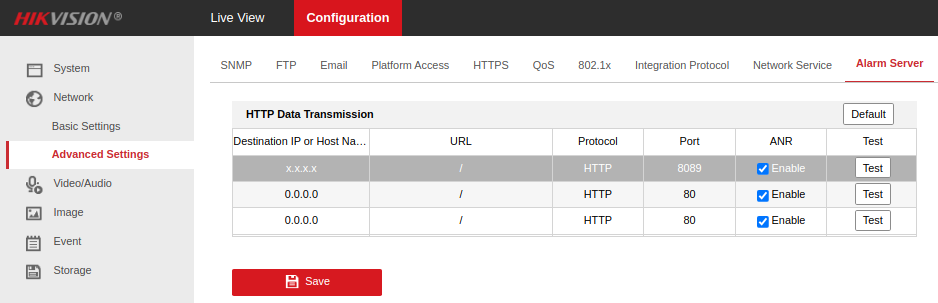 HIKVISION®
Live View
Configuration
System
Network
Basic Settings
Advanced Settings
Video/Audio
Image
Event
Storage
SNMP FTP Email Platform Access HTTPS QoS 802.1x Integration Protocol Network Service Alarm Server
HTTP Data Transmission Default
Destination IP or Host Na... URL Protocol Port ANR Test
x.x.x.x / HTTP 8089 Enable Test
0.0.0.0 / HTTP 80 Enable Test
0.0.0.0 / HTTP 80 Enable Test
Save